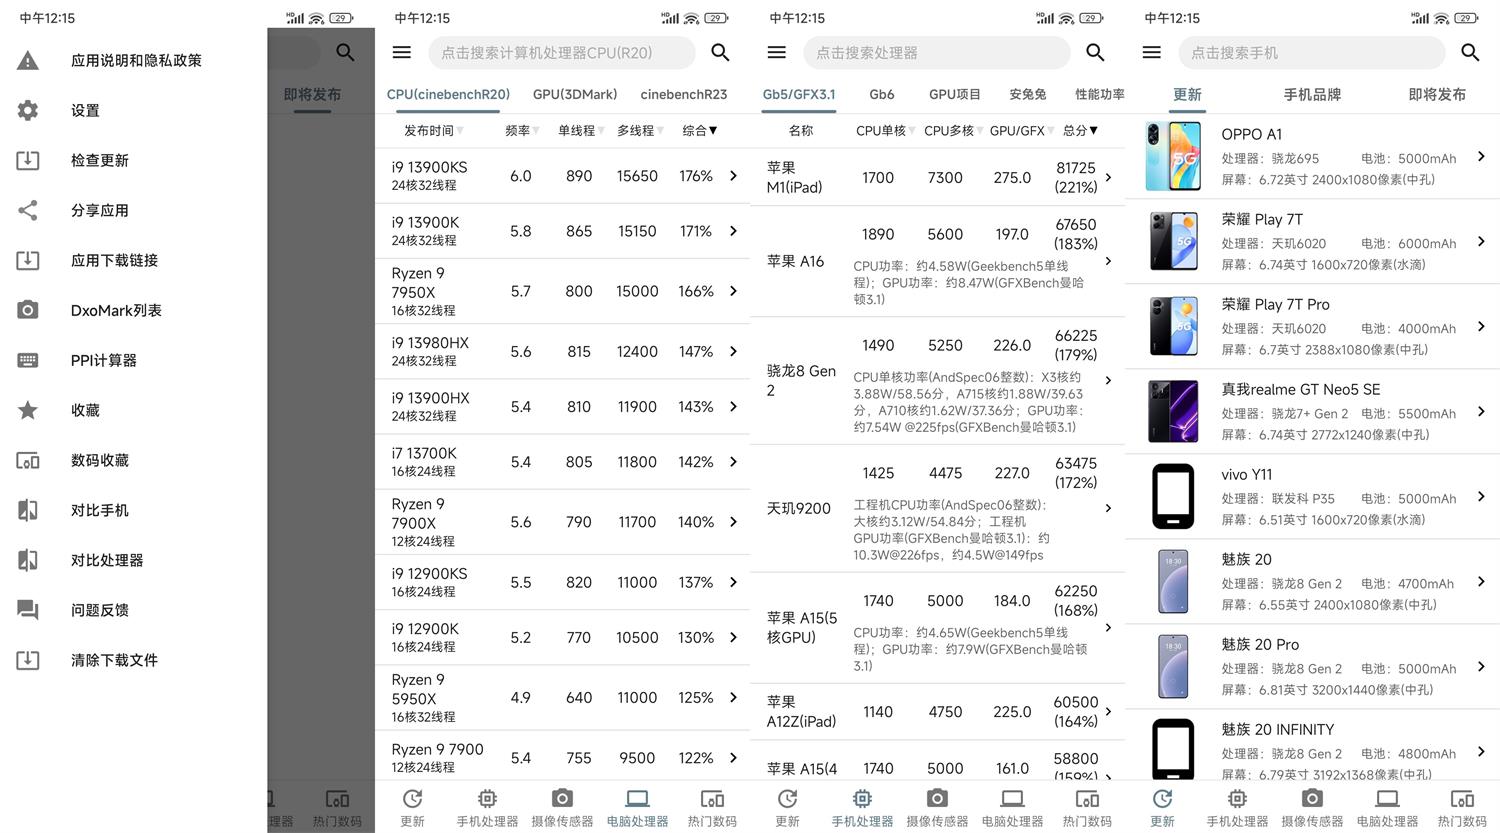 中午12:15
HD 29
应用说明和隐私政策
设置
检查更新
分享应用
应用下载链接
DxoMark列表
PPI计算器
收藏
数码收藏
对比手机
对比处理器
问题反馈
清除下载文件
即将发布
理器 热门数码
中午12:15
HD 29
点击搜索计算机处理器CPU(R20)
CPU(cinebenchR20) GPU(3DMark) cinebenchR23
发布时间▼ 频率▼ 单线程▼ 多线程▼ 综合▼
i9 13900KS
24核32线程
6.0 890 15650 176%
i9 13900K
24核32线程
5.8 865 15150 171%
Ryzen 9
7950X
16核32线程
5.7 800 15000 166%
i9 13980HX
24核32线程
5.6 815 12400 147%
i9 13900HX
24核32线程
5.4 810 11900 143%
i7 13700K
16核24线程
5.4 805 11800 142%
Ryzen 9
7900X
12核24线程
5.6 790 11700 140%
i9 12900KS
16核24线程
5.5 820 11000 137%
i9 12900K
16核24线程
5.2 770 10500 130%
Ryzen 9
5950X
16核32线程
4.9 640 11000 125%
Ryzen 9 7900
12核24线程
5.4 755 9500 122%
更新 手机处理器 摄像传感器 电脑处理器 热门数码
中午12:15
HD 29
点击搜索处理器
Gb5/GFX3.1 Gb6 GPU项目 安兔兔 性能功率
名称 CPU单核▼ CPU多核▼ GPU/GFX▼ 总分▼
苹果
M1(iPad)
1700 7300 275.0 81725
(221%)
苹果 A16
1890 5600 197.0 67650
(183%)
CPU功率：约4.58W(Geekbench5单线
程)；GPU功率：约8.47W(GFXBench曼哈
顿3.1)
骁龙8 Gen
2
1490 5250 226.0 66225
(179%)
CPU单核功率(AndSpec06整数)：X3核约
3.88W/58.56分，A715核约1.88W/39.63
分，A710核约1.62W/37.36分；GPU功率：
约7.54W @225fps(GFXBench曼哈顿3.1)
天玑9200
1425 4475 227.0 63475
(172%)
工程机CPU功率(AndSpec06整数)：
大核约3.12W/54.84分；工程机
GPU功率(GFXBench曼哈顿3.1)：约
10.3W@226fps，约4.5W@149fps
苹果 A15(5
核GPU)
1740 5000 184.0 62250
(168%)
CPU功率：约4.65W(Geekbench5单线
程)；GPU功率：约7.9W(GFXBench曼哈顿
3.1)
苹果
A12Z(iPad)
1140 4750 225.0 60500
(164%)
苹果 A15(4
1740 5000 161.0 58800
(159%)
更新 手机处理器 摄像传感器 电脑处理器 热门数码
中午12:15
HD 29
点击搜索手机
更新 手机品牌 即将发布
5G
OPPO A1
处理器：骁龙695 电池：5000mAh
屏幕：6.72英寸 2400x1080像素(中孔)
5G
荣耀 Play 7T
处理器：天玑6020 电池：6000mAh
屏幕：6.74英寸 1600x720像素(水滴)
5G
荣耀 Play 7T Pro
处理器：天玑6020 电池：4000mAh
屏幕：6.7英寸 2388x1080像素(中孔)
真我realme GT Neo5 SE
处理器：骁龙7+ Gen 2 电池：5500mAh
屏幕：6.74英寸 2772x1240像素(中孔)
vivo Y11
处理器：联发科 P35 电池：5000mAh
屏幕：6.51英寸 1600x720像素(水滴)
18:30
魅族 20
处理器：骁龙8 Gen 2 电池：4700mAh
屏幕：6.55英寸 2400x1080像素(中孔)
18:30
魅族 20 Pro
处理器：骁龙8 Gen 2 电池：5000mAh
屏幕：6.81英寸 3200x1440像素(中孔)
魅族 20 INFINITY
处理器：骁龙8 Gen 2 电池：4800mAh
屏幕：6.79英寸 3192x1368像素(中孔)
更新 手机处理器 摄像传感器 电脑处理器 热门数码